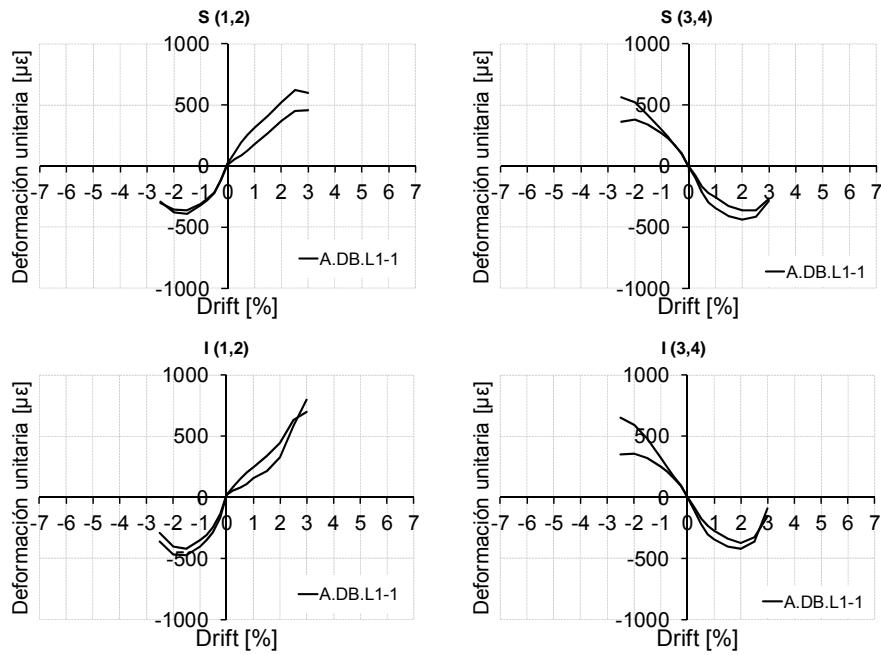 S (1,2)
Deformación unitaria [µε]
1000
500
0
-500
-1000
-7 -6 -5 -4 -3 -2 -1 0 1 2 3 4 5 6 7
A.DB.L1-1
Drift [%]
S (3,4)
Deformación unitaria [µε]
1000
500
0
-500
-1000
-7 -6 -5 -4 -3 -2 -1 0 1 2 3 4 5 6 7
A.DB.L1-1
Drift [%]
I (1,2)
Deformación unitaria [µε]
1000
500
0
-500
-1000
-7 -6 -5 -4 -3 -2 -1 0 1 2 3 4 5 6 7
A.DB.L1-1
Drift [%]
I (3,4)
Deformación unitaria [µε]
1000
500
0
-500
-1000
-7 -6 -5 -4 -3 -2 -1 0 1 2 3 4 5 6 7
A.DB.L1-1
Drift [%]